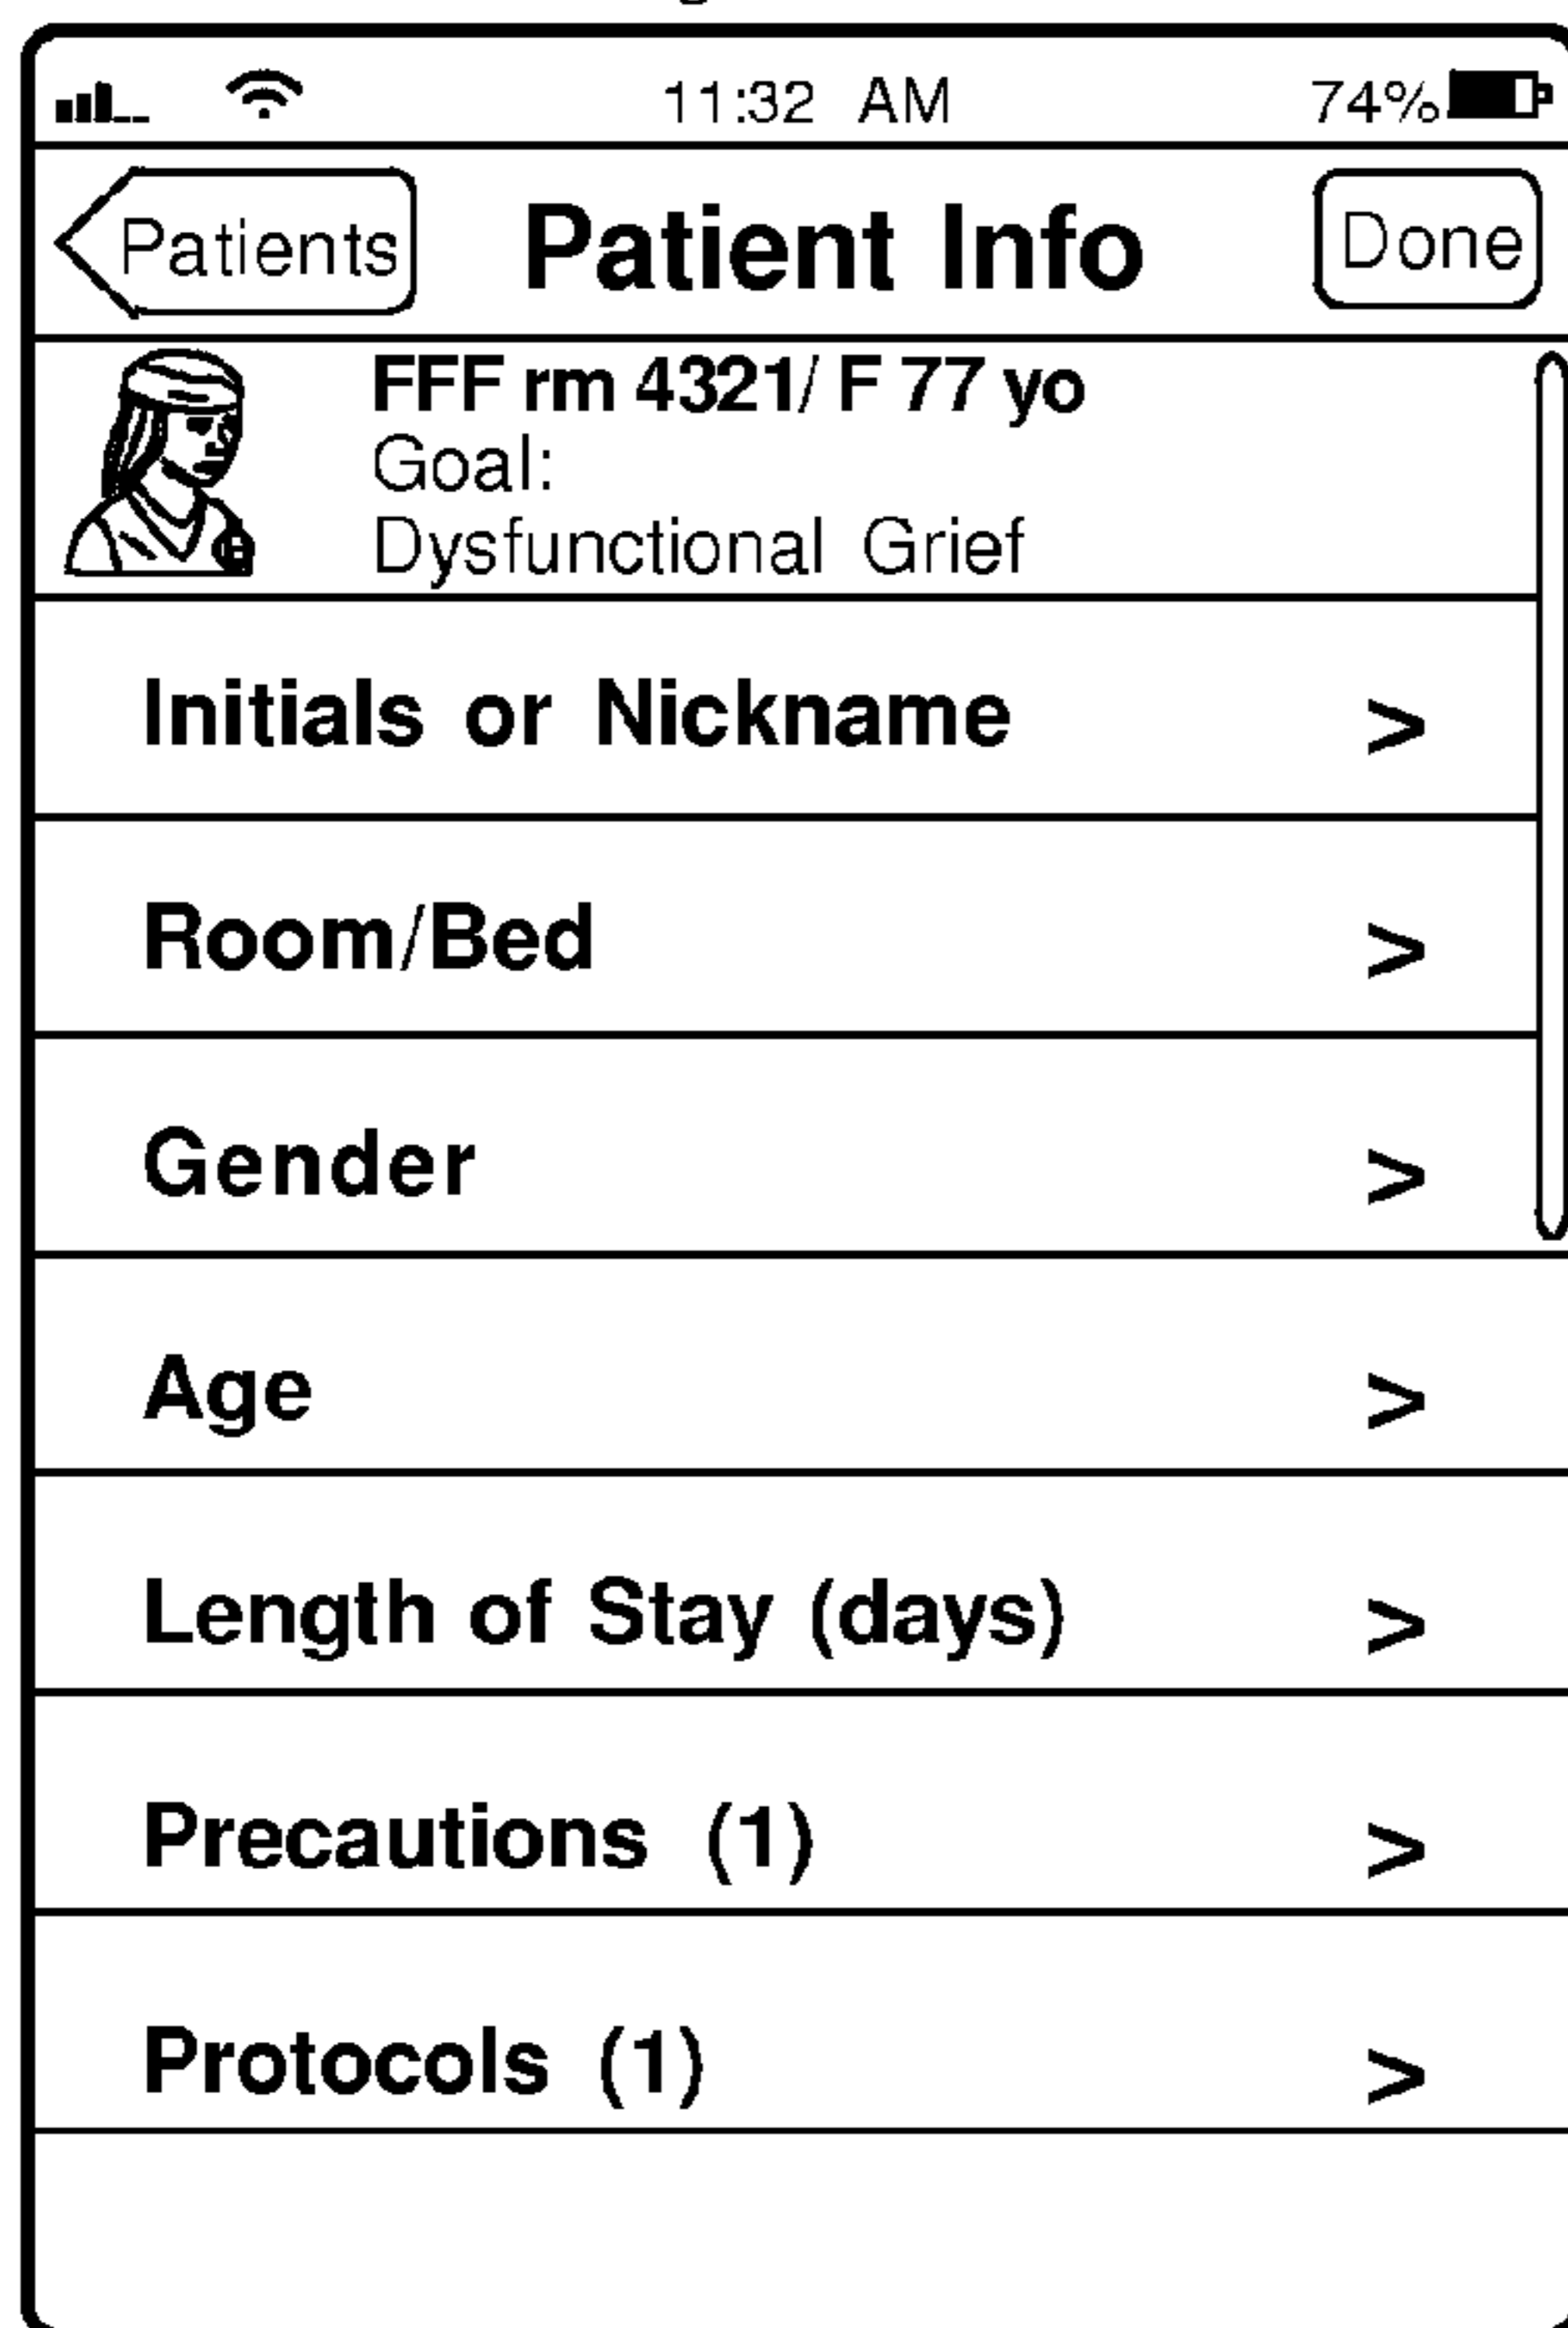 11:32 AM 74%
Patients Patient Info Done
FFF rm 4321/ F 77 yo
Goal:
Dysfunctional Grief
Initials or Nickname >
Room/Bed >
Gender >
Age >
Length of Stay (days) >
Precautions (1) >
Protocols (1) >